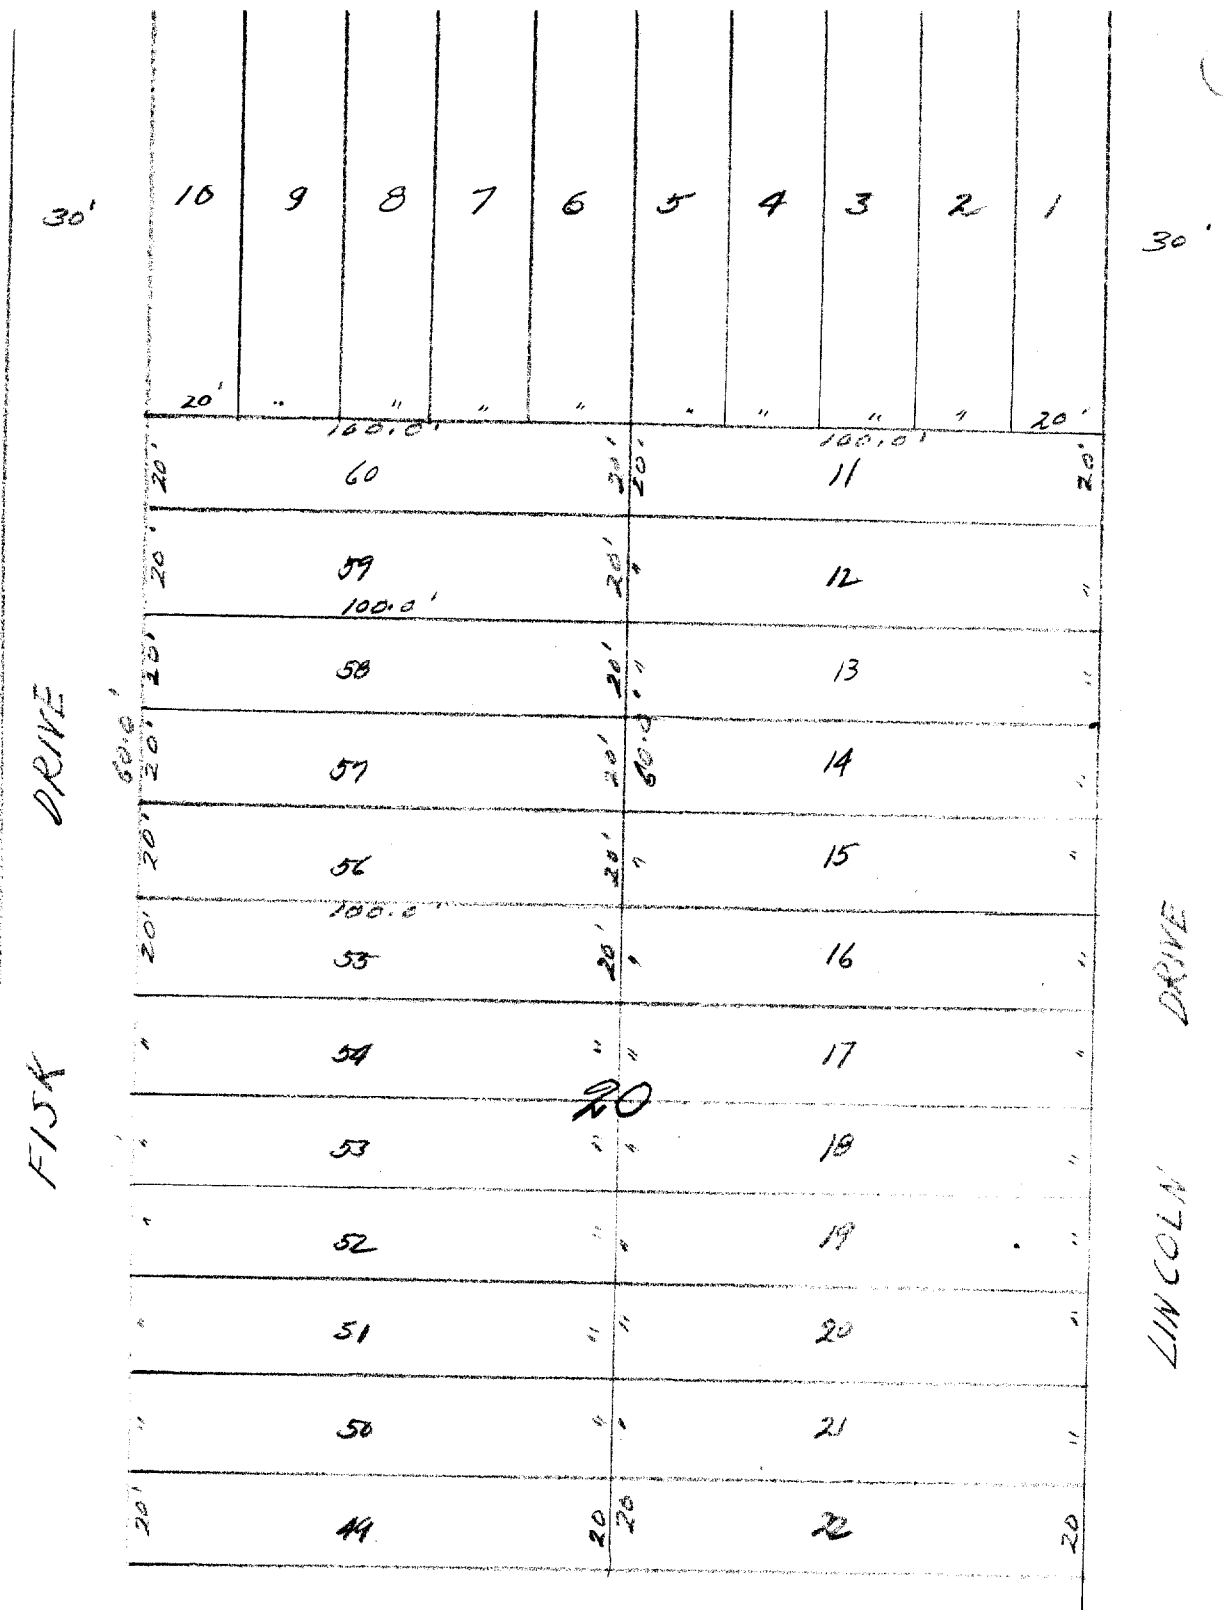 30' 10 9 8 7 6 5 4 3 2 1 30'
20' " " " " " " " " 20'
100.0' 100.0'
20' 60 20' 20' 11 20'
20' 59 20' " 12 "
100.0'
20' 58 20' " 13 "
60.0' 20' 57 20' 60.0 14 "
20' 56 20' " 15 "
100.0'
20' 55 20' " 16 "
" 54 " " 17 "
20
" 53 " " 18 "
" 52 " " 19 "
" 51 " " 20 "
" 50 " " 21 "
20' 49 20 20 22 20
FISK DRIVE
LINCOLN DRIVE